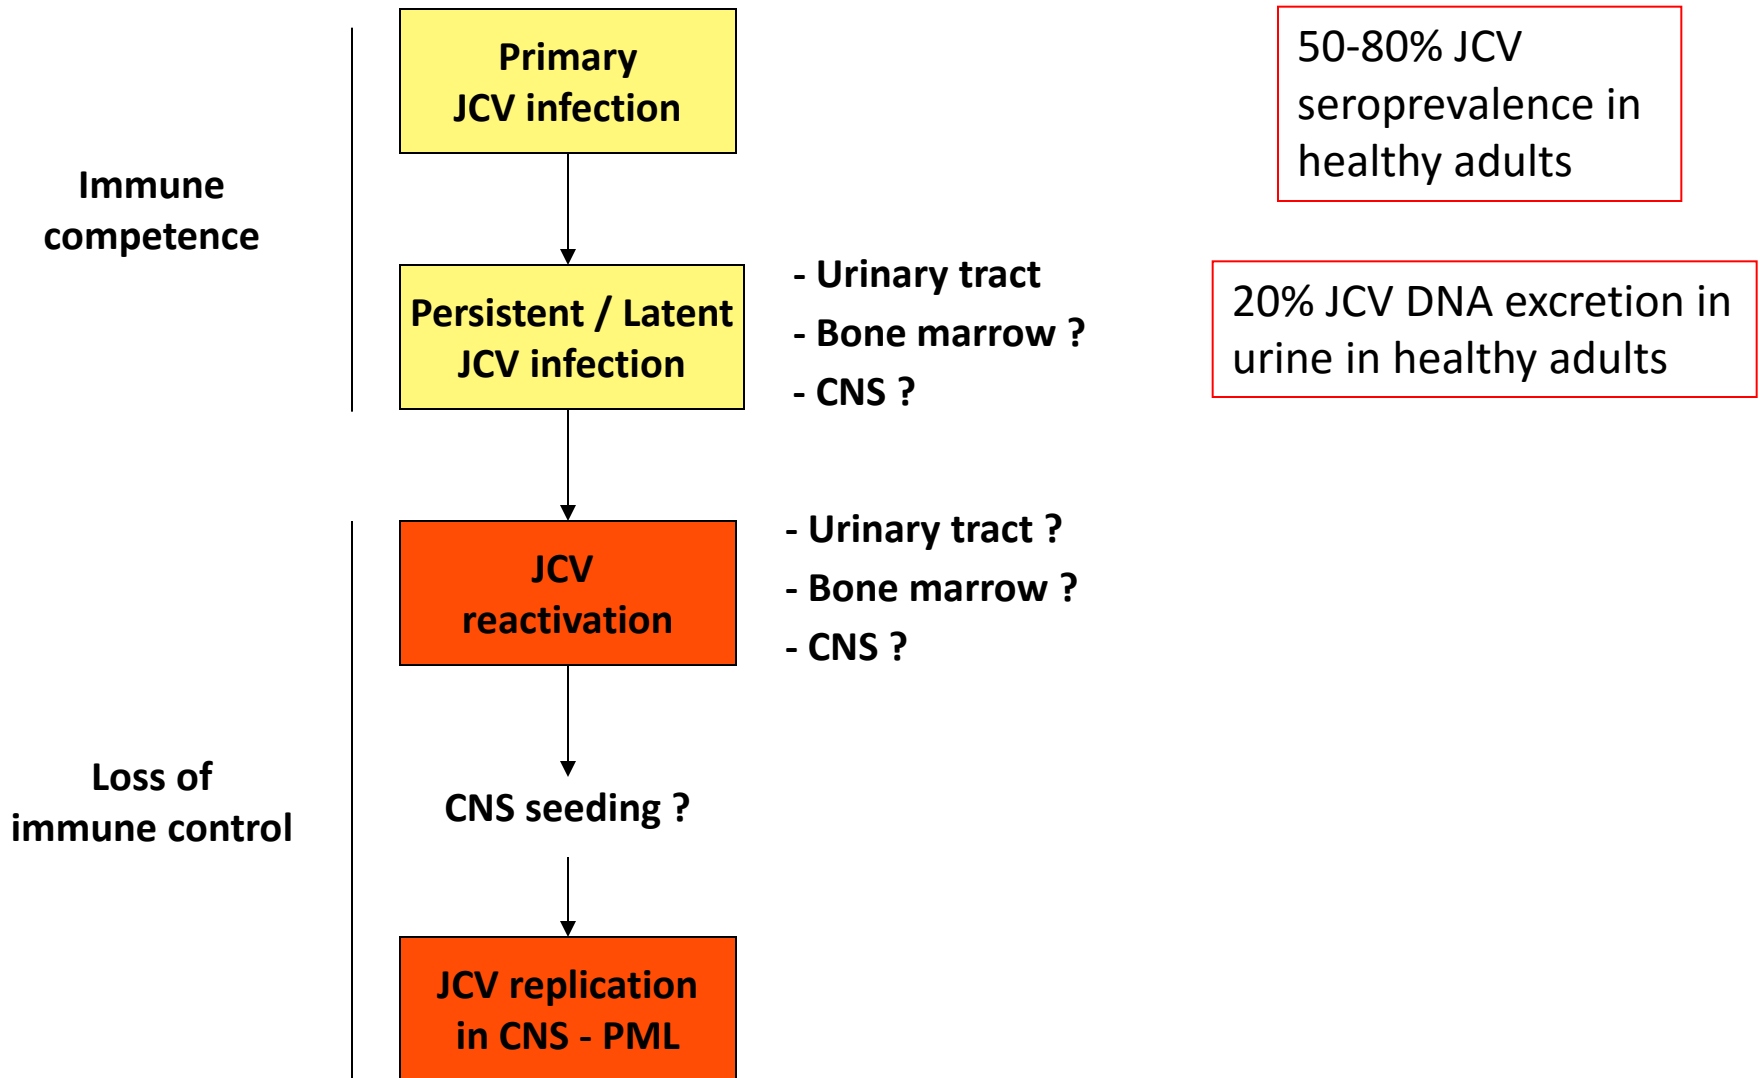 Primary
JCV infection
50-80% JCV
seroprevalence in
healthy adults
Immune
competence
Persistent / Latent
JCV infection
- Urinary tract
- Bone marrow ?
- CNS ?
20% JCV DNA excretion in
urine in healthy adults
JCV
reactivation
- Urinary tract ?
- Bone marrow ?
- CNS ?
Loss of
immune control
CNS seeding ?
JCV replication
in CNS - PML